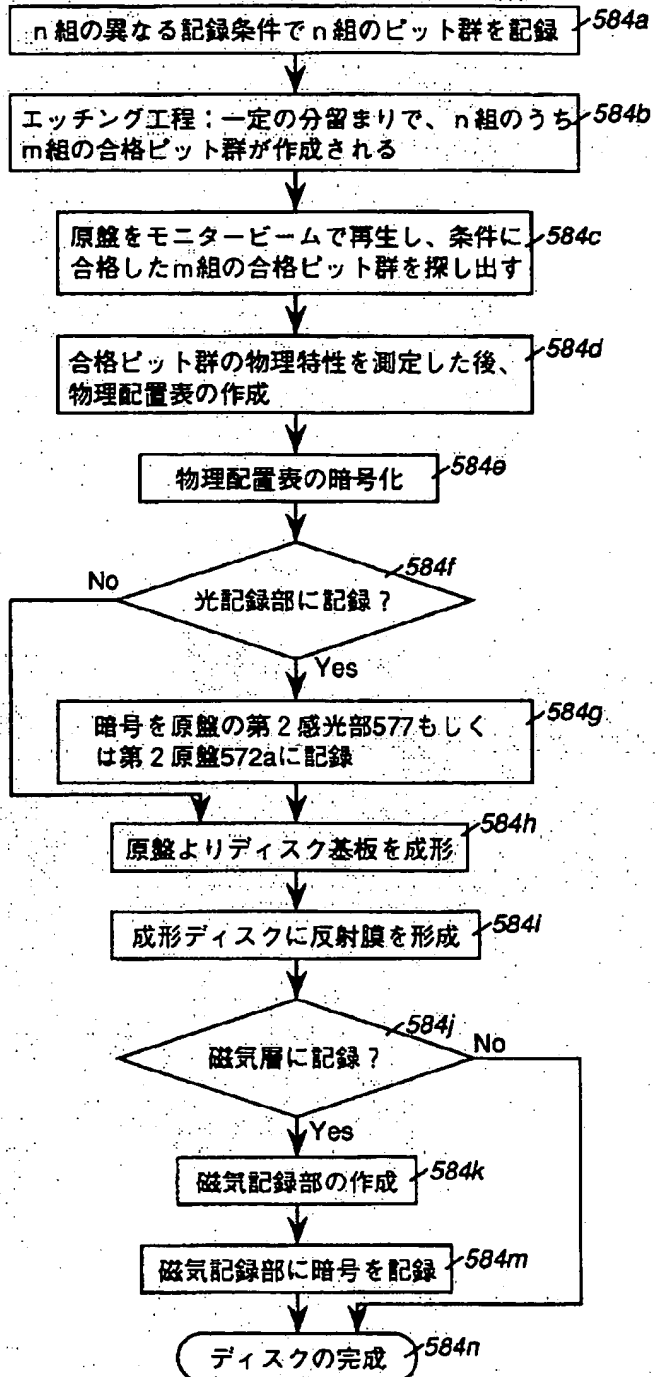 n組の異なる記録条件でn組のピット群を記録 584a
エッチング工程：一定の分留まりで、n組のうち 584b
m組の合格ピット群が作成される
原盤をモニタービームで再生し、条件に 584c
合格したm組の合格ピット群を探し出す
合格ピット群の物理特性を測定した後、 584d
物理配置表の作成
物理配置表の暗号化 584e
光記録部に記録？ 584f
No
Yes
暗号を原盤の第２感光部577もしく 584g
は第２原盤572aに記録
原盤よりディスク基板を成形 584h
成形ディスクに反射膜を形成 584i
磁気層に記録？ 584j
No
Yes
磁気記録部の作成 584k
磁気記録部に暗号を記録 584m
ディスクの完成 584n